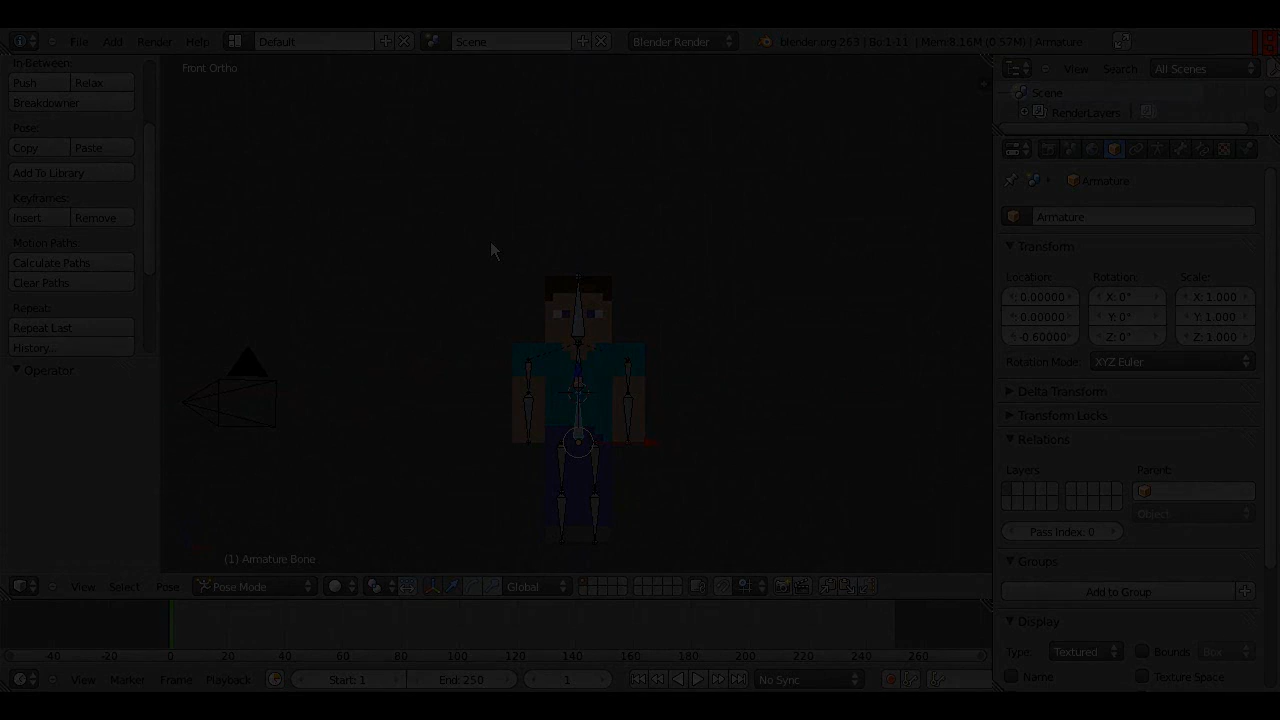 File Add Render Help Default Scene Blender Render blender.org 263 | Bo:1-11 | Mem:8.16M (0.57M) | Armature
In-Between:
Push Relax
Breakdowner
Pose:
Copy Paste
Add To Library
Keyframes:
Insert Remove
Motion Paths:
Calculate Paths
Clear Paths
Repeat:
Repeat Last
History...
Operator
Front Ortho
(1) Armature Bone
View Select Pose Pose Mode Global
-20 0 20 40 60 80 100 120 140 160 180 200 220 240 260
View Marker Frame Playback Start: 1 End: 250 1 No Sync
View Search All Scenes
Scene
RenderLayers
Armature
Armature
Transform
Location: Rotation: Scale:
0.00000 X: 0° X: 1.000
0.00000 Y: 0° Y: 1.000
-0.60000 Z: 0° Z: 1.000
Rotation Mode: XYZ Euler
Delta Transform
Transform Locks
Relations
Layers: Parent:
Object
Pass Index: 0
Groups
Add to Group
Display
Type: Textured Bounds Box
Name Texture Space